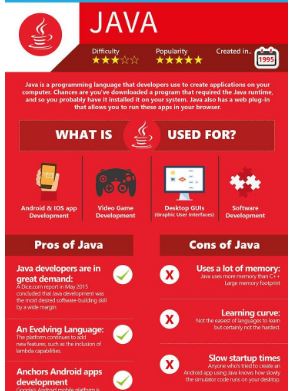 JAVA
Difficulty
Popularity
Created in..
1995
Java is a programming language that developers use to create applications on your
computer. Chances are you've downloaded a program that required the Java runtime,
and so you probably have it installed it on your system. Java also has a web plug-in
that allows you to run these apps in your browser.
WHAT IS
USED FOR?
Android & IOS app
Development
Video Game
Development
Desktop GUIs
(Graphic User Interfaces)
Software
Development
Pros of Java
Java developers are in
great demand:
A Dice.com report in May 2015
concluded that Java development was
the most desired software-building skill
by a wide margin
An Evolving Language:
The platform continues to add
new features, such as the inclusion of
lambda capabilities
Anchors Android apps
development
Google's Android mobile platform is
Cons of Java
X
Uses a lot of memory:
Java uses more memory than C++
Large memory footprint
X
Learning curve:
Not the easiest of languages to learn
but certainly not the hardest.
X
Slow startup times
Anyone who's tried to create an
Android app using Java knows how slowly
the simulator code runs on your desktop.